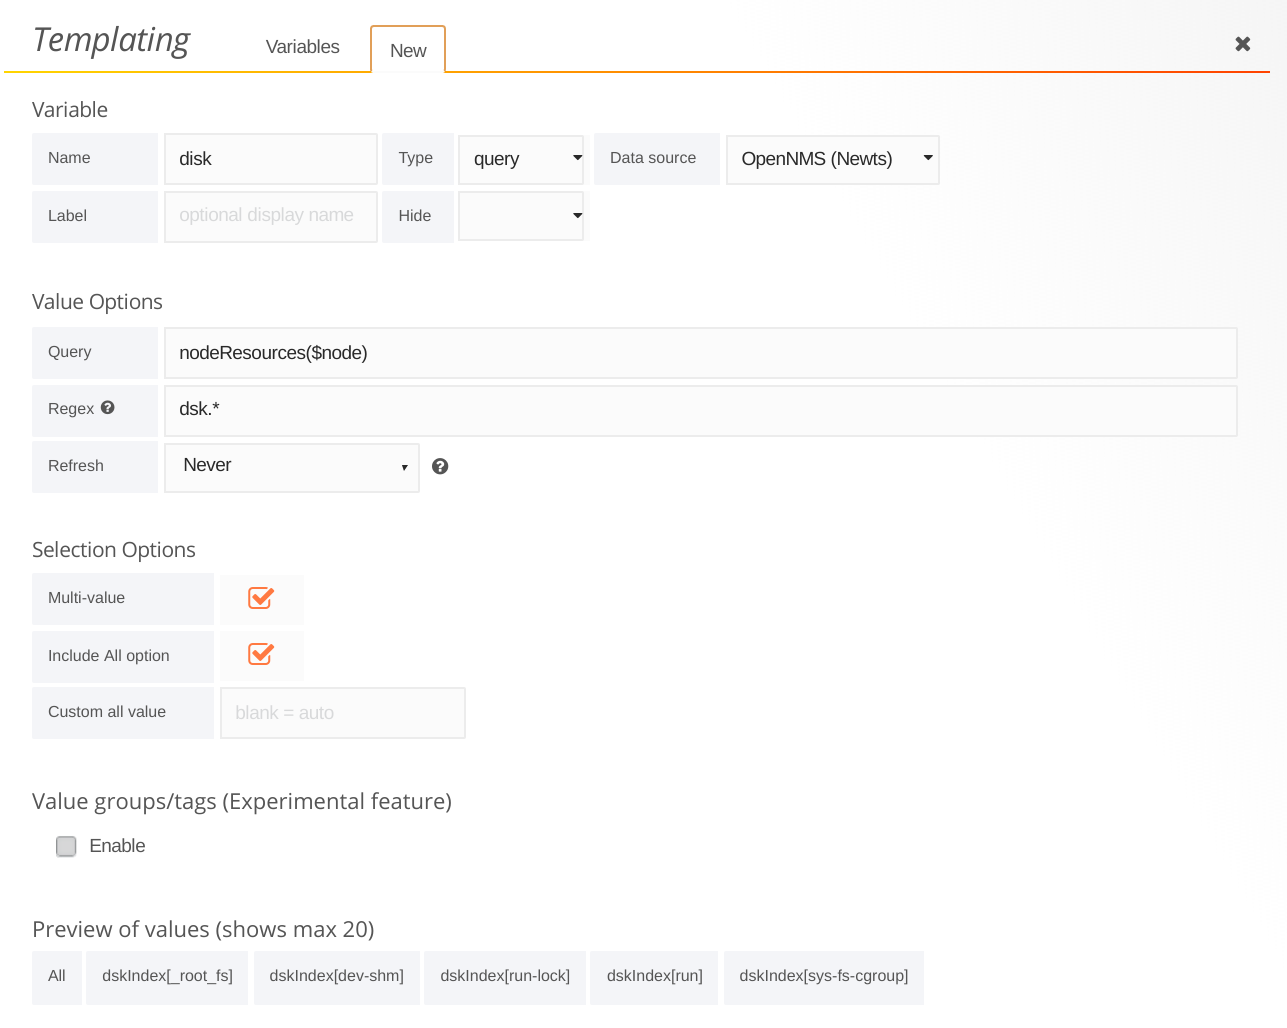 Templating Variables New
Variable
Name disk Type query Data source OpenNMS (Newts)
Label optional display name Hide
Value Options
Query nodeResources($node)
Regex dsk.*
Refresh Never
Selection Options
Multi-value
Include All option
Custom all value blank = auto
Value groups/tags (Experimental feature)
Enable
Preview of values (shows max 20)
All dskIndex[_root_fs] dskIndex[dev-shm] dskIndex[run-lock] dskIndex[run] dskIndex[sys-fs-cgroup]